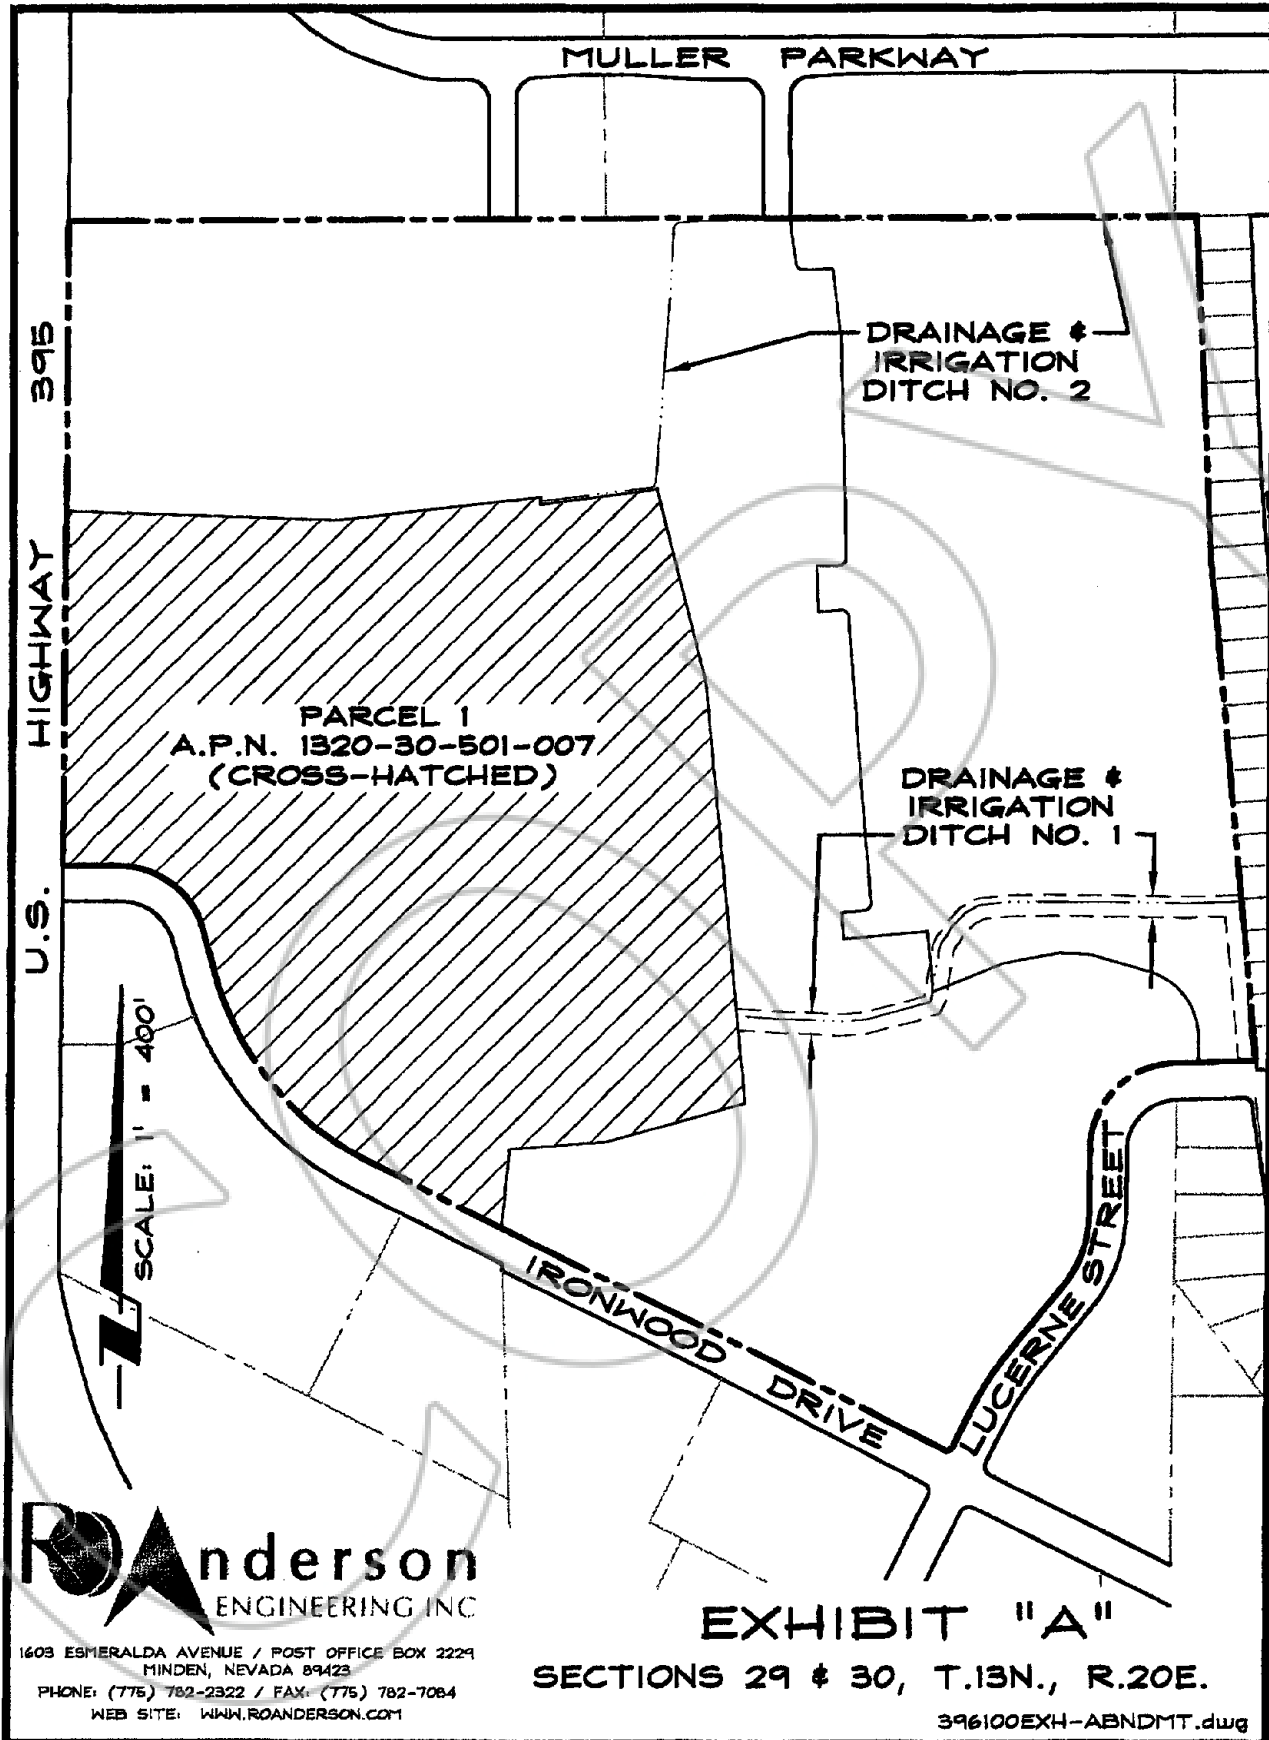 MULLER PARKWAY
U.S. HIGHWAY 395
DRAINAGE &
IRRIGATION
DITCH NO. 2
PARCEL 1
A.P.N. 1320-30-501-007
(CROSS-HATCHED)
DRAINAGE &
IRRIGATION
DITCH NO. 1
SCALE: 1" = 400'
IRONWOOD DRIVE
LUCERNE STREET
COPY
RO Anderson
ENGINEERING INC
1603 ESMERALDA AVENUE / POST OFFICE BOX 2229
MINDEN, NEVADA 89423
PHONE: (775) 782-2322 / FAX: (775) 782-7084
WEB SITE: WWW.ROANDERSON.COM
EXHIBIT "A"
SECTIONS 29 & 30, T.13N., R.20E.
396100EXH-ABNDMT.dwg